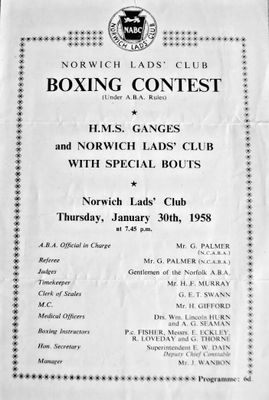 NABC
NORWICH LADS' CLUB
NORWICH LADS' CLUB
BOXING CONTEST
(Under A.B.A. Rules)
H.M.S. GANGES
and NORWICH LADS' CLUB
WITH SPECIAL BOUTS
Norwich Lads' Club
Thursday, January 30th, 1958
at 7.45 p.m.
A.B.A. Official in Charge Mr. G. PALMER
(N.C.A.B.A.)
Referee Mr. G. PALMER (N.C.A.B.A.)
Judges Gentlemen of the Norfolk A.B.A.
Timekeeper Mr. H. F. MURRAY
Clerk of Scales G. E. T. SWANN
M.C. Mr. H. GIFFORD
Medical Officers Drs. Wm. Lincoln HURN
and A. G. SEAMAN
Boxing Instructors P.c. FISHER, Messrs. E. ECKLEY,
R. LOVEDAY and G. THORNE
Hon. Secretary Superintendent E. W. DAIN
Deputy Chief Constable
Manager Mr. J. WANBON
Programme: 6d.